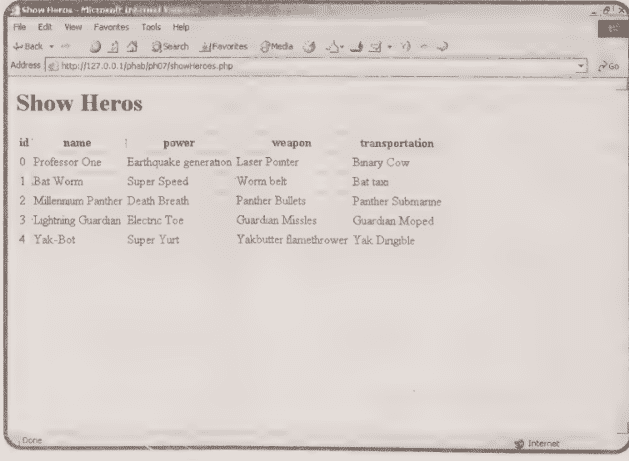 Show Heros - Microsoft Internet
File Edit View Favorites Tools Help
Back Search Favorites Media
Address http://127.0.0.1/phab/ph07/showHeroes.php Go
Show Heros
id name power weapon transportation
0 Professor One Earthquake generation Laser Pointer Binary Cow
1 Bat Worm Super Speed Worm belt Bat taxi
2 Millennium Panther Death Breath Panther Bullets Panther Submarine
3 Lightning Guardian Electric Toe Guardian Missles Guardian Moped
4 Yak-Bot Super Yurt Yakbutter flamethrower Yak Dirigible
Done Internet